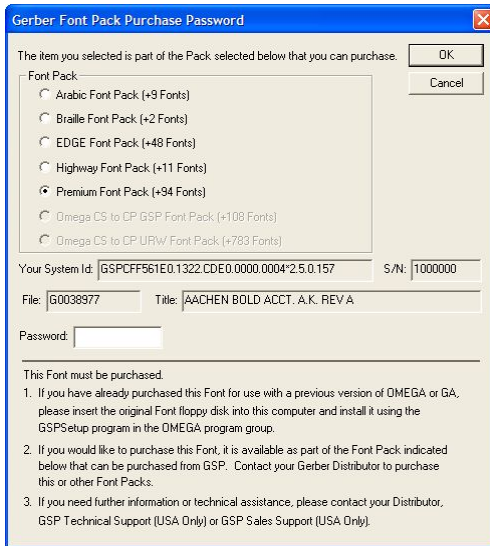 Gerber Font Pack Purchase Password
The item you selected is part of the Pack selected below that you can purchase.
OK
Cancel
Font Pack
Arabic Font Pack (+9 Fonts)
Braille Font Pack (+2 Fonts)
EDGE Font Pack (+48 Fonts)
Highway Font Pack (+11 Fonts)
Premium Font Pack (+94 Fonts)
Omega CS to CP GSP Font Pack (+108 Fonts)
Omega CS to CP URW Font Pack (+783 Fonts)
Your System Id: GSPCFF561E0.1322.CDE0.0000.0004*2.5.0.157 S/N: 1000000
File: G0038977 Title: AACHEN BOLD ACCT. A.K. REV A
Password:
This Font must be purchased.
1. If you have already purchased this Font for use with a previous version of OMEGA or GA,
please insert the original Font floppy disk into this computer and install it using the
GSPSetup program in the OMEGA program group.
2. If you would like to purchase this Font, it is available as part of the Font Pack indicated
below that can be purchased from GSP. Contact your Gerber Distributor to purchase
this or other Font Packs.
3. If you need further information or technical assistance, please contact your Distributor,
GSP Technical Support (USA Only) or GSP Sales Support (USA Only).